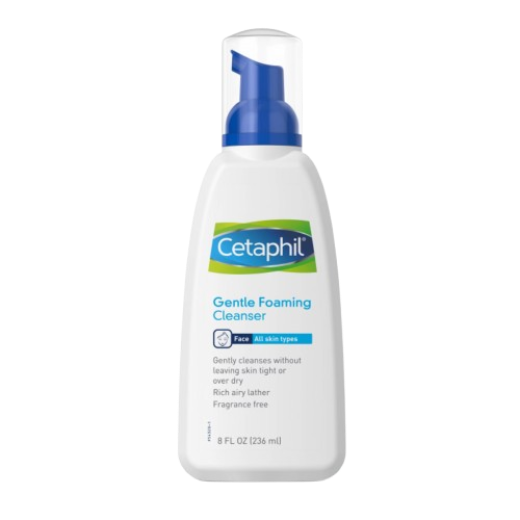 Cetaphil®
Gentle Foaming
Cleanser
Face All skin types
Gently cleanses without
leaving skin tight or
over dry
Rich airy lather
Fragrance free
8 FL OZ (236 ml)